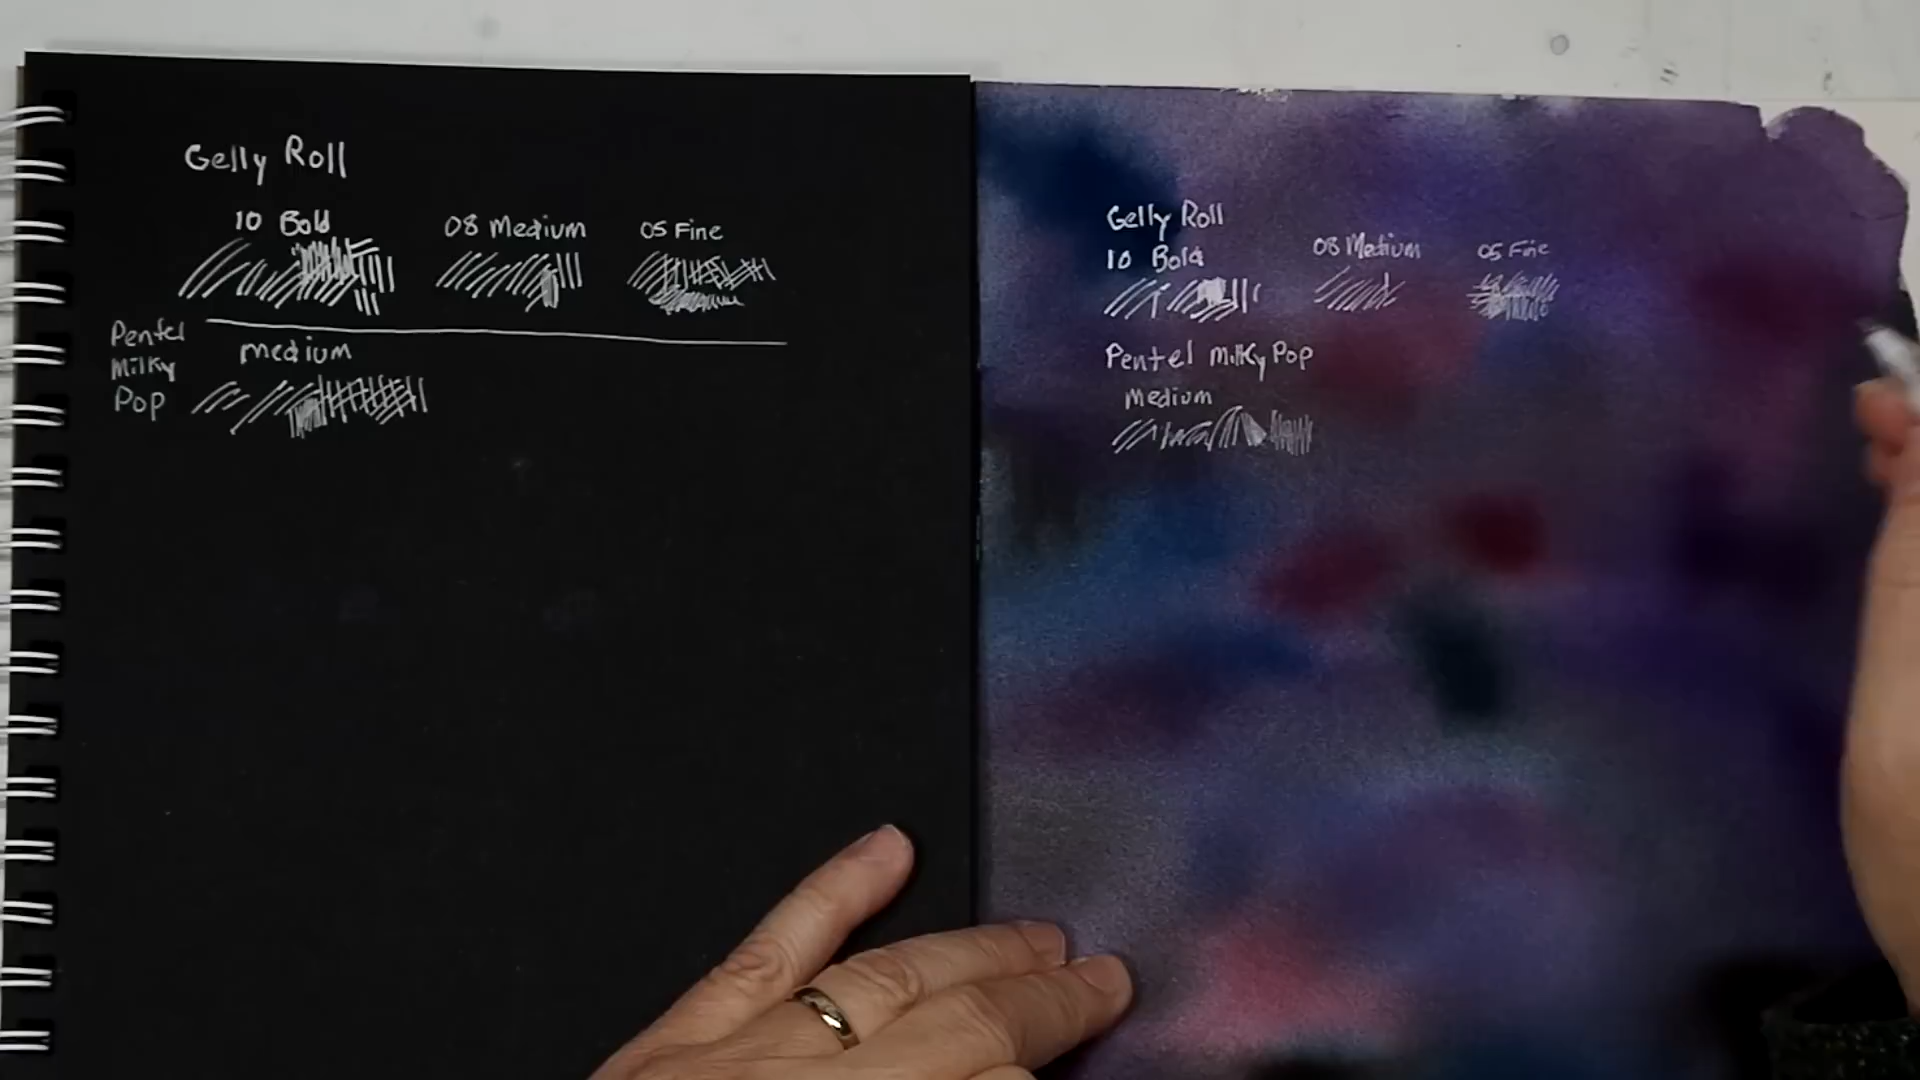 Gelly Roll
10 Bold 08 Medium 05 Fine
Pentel
Milky
Pop
medium
Gelly Roll
10 Bold 08 Medium 05 Fine
Pentel Milky Pop
Medium